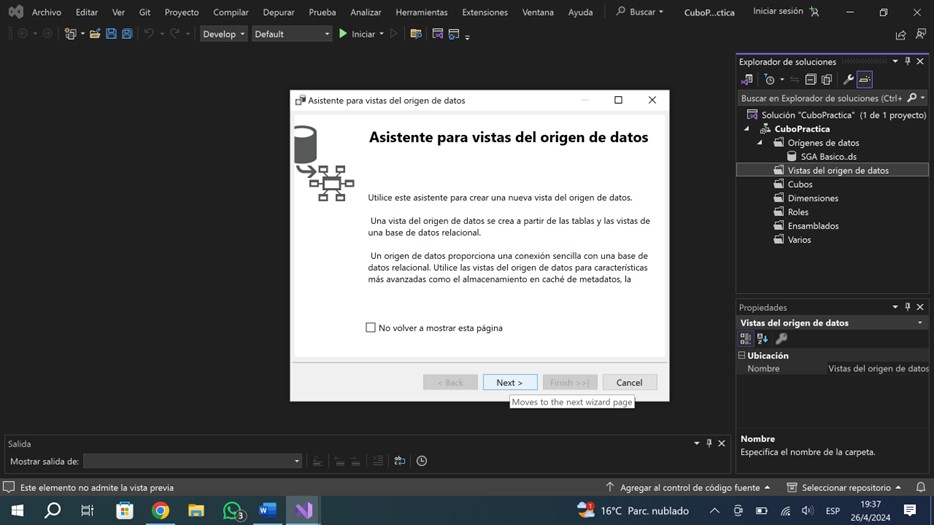 Archivo Editar Ver Git Proyecto Compilar Depurar Prueba Analizar Herramientas Extensiones Ventana Ayuda Buscar CuboP...ctica Iniciar sesión
Develop Default Iniciar
Explorador de soluciones
Buscar en Explorador de soluciones (Ctrl+
Solución "CuboPractica" (1 de 1 proyecto)
CuboPractica
Orígenes de datos
SGA Basico..ds
Vistas del origen de datos
Cubos
Dimensiones
Roles
Ensamblados
Varios
Asistente para vistas del origen de datos
Asistente para vistas del origen de datos
Utilice este asistente para crear una nueva vista del origen de datos.
Una vista del origen de datos se crea a partir de las tablas y las vistas de
una base de datos relacional.
Un origen de datos proporciona una conexión sencilla con una base de
datos relacional. Utilice las vistas del origen de datos para características
más avanzadas como el almacenamiento en caché de metadatos, la
No volver a mostrar esta página
< Back Next > Finish >>| Cancel
Moves to the next wizard page
Propiedades
Vistas del origen de datos
Ubicación
Nombre Vistas del origen de datos
Nombre
Especifica el nombre de la carpeta.
Salida
Mostrar salida de:
Este elemento no admite la vista previa Agregar al control de código fuente Seleccionar repositorio
3 16°C Parc. nublado ESP 19:37
26/4/2024